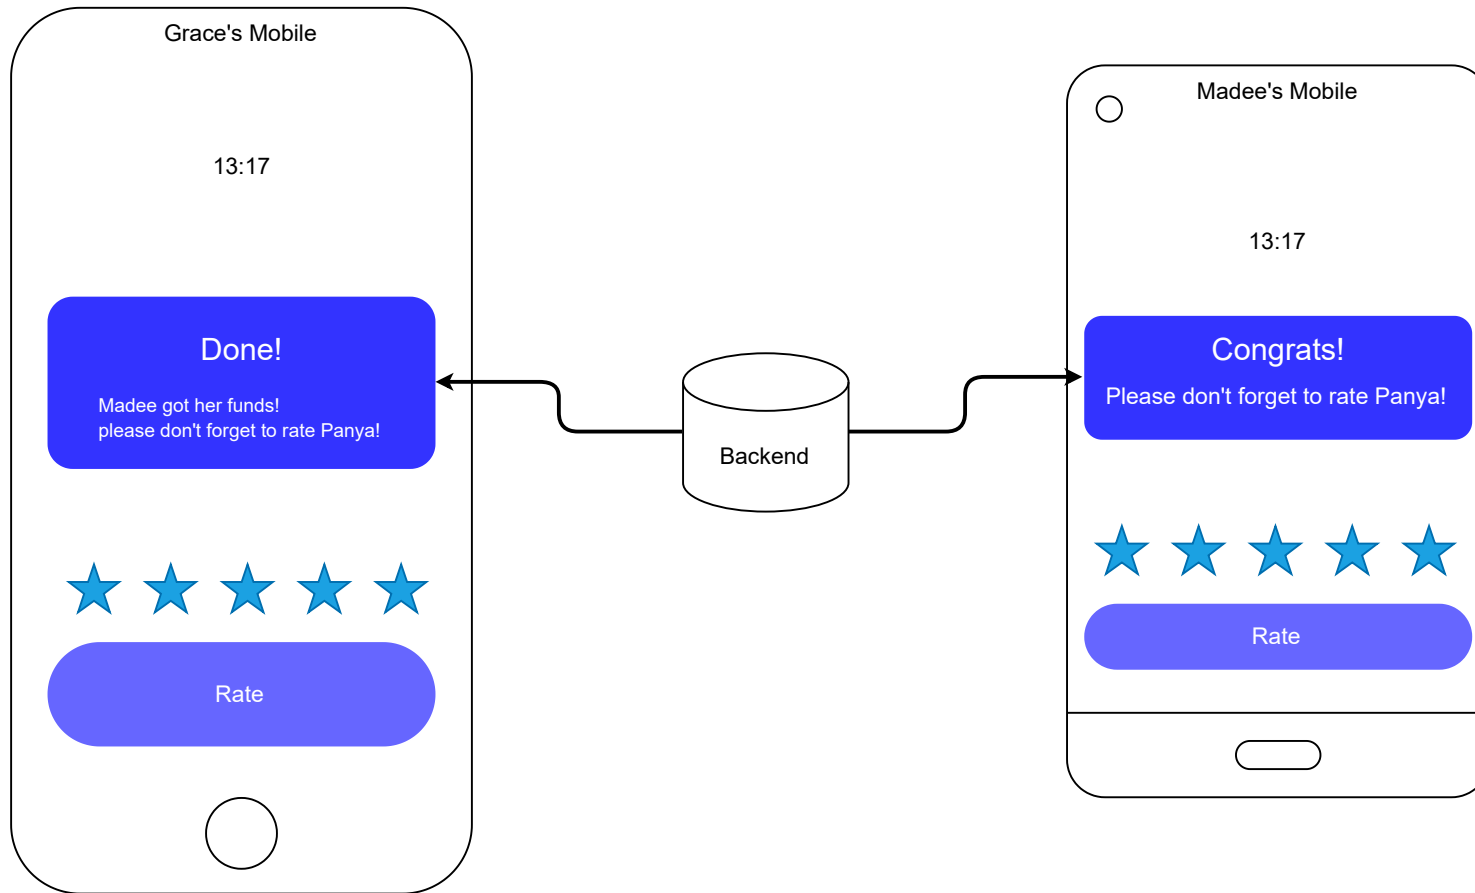 Grace's Mobile
13:17
Done!
Madee got her funds!
please don't forget to rate Panya!
Rate
Backend
Madee's Mobile
13:17
Congrats!
Please don't forget to rate Panya!
Rate